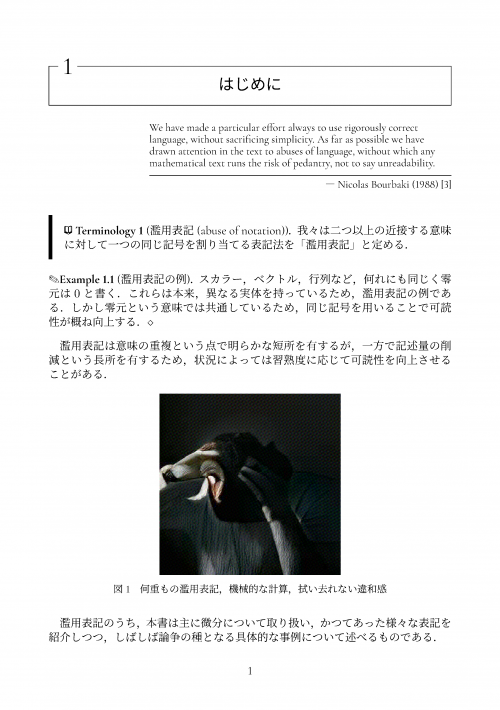 1
はじめに
We have made a particular effort always to use rigorously correct
language, without sacrificing simplicity. As far as possible we have
drawn attention in the text to abuses of language, without which any
mathematical text runs the risk of pedantry, not to say unreadability.
— Nicolas Bourbaki (1988) [3]
Terminology 1 (濫用表記 (abuse of notation)). 我々は二つ以上の近接する意味
に対して一つの同じ記号を割り当てる表記法を「濫用表記」と定める．
Example 1.1 (濫用表記の例). スカラー，ベクトル，行列など，何れにも同じく零
元は 0 と書く．これらは本来，異なる実体を持っているため，濫用表記の例であ
る．しかし零元という意味では共通しているため，同じ記号を用いることで可読
性が概ね向上する．◇
濫用表記は意味の重複という点で明らかな短所を有するが，一方で記述量の削
減という長所を有するため，状況によっては習熟度に応じて可読性を向上させる
ことがある．
図 1 何重もの濫用表記，機械的な計算，拭い去れない違和感
濫用表記のうち，本書は主に微分について取り扱い，かつてあった様々な表記を
紹介しつつ，しばしば論争の種となる具体的な事例について述べるものである．
1